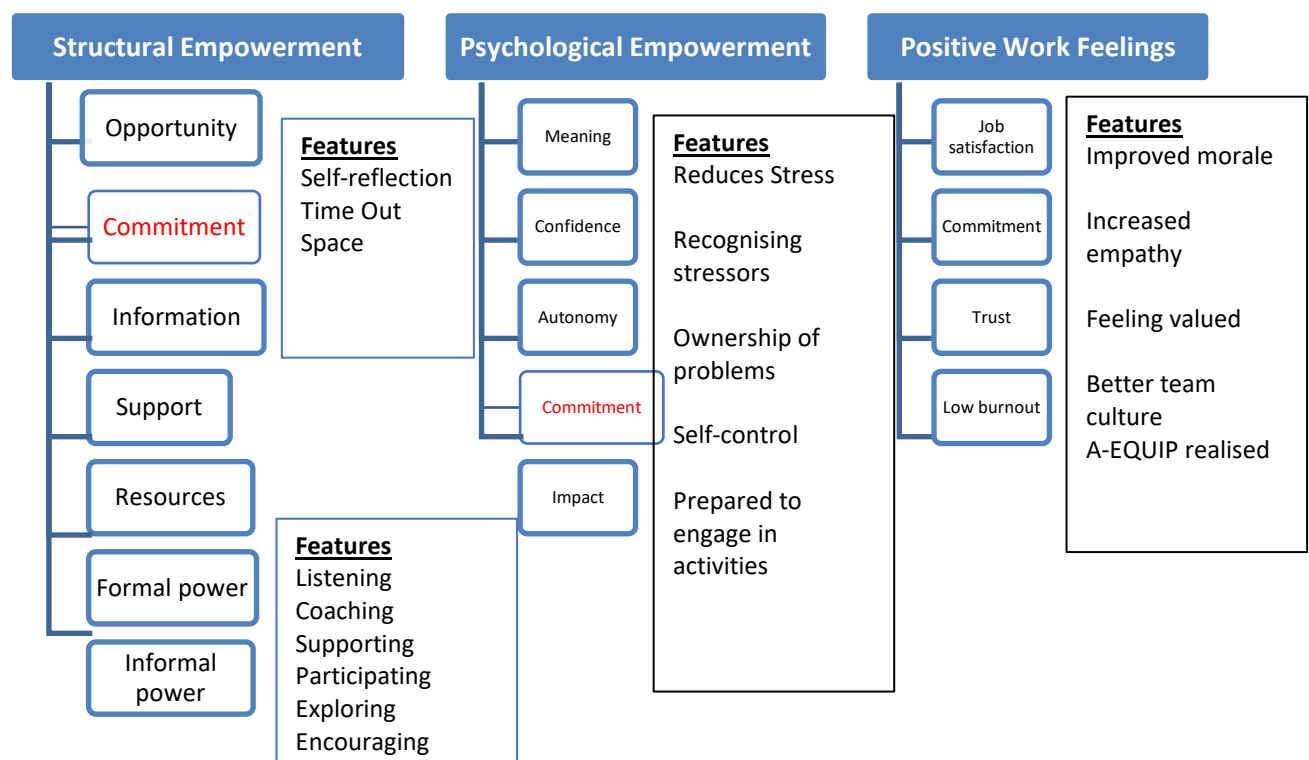 Structural Empowerment
Opportunity
Commitment
Information
Support
Resources
Formal power
Informal
power
Features
Self-reflection
Time Out
Space
Features
Listening
Coaching
Supporting
Participating
Exploring
Encouraging
Psychological Empowerment
Meaning
Confidence
Autonomy
Commitment
Impact
Features
Reduces Stress
Recognising
stressors
Ownership of
problems
Self-control
Prepared to
engage in
activities
Positive Work Feelings
Job
satisfaction
Commitment
Trust
Low burnout
Features
Improved morale
Increased
empathy
Feeling valued
Better team
culture
A-EQUIP realised